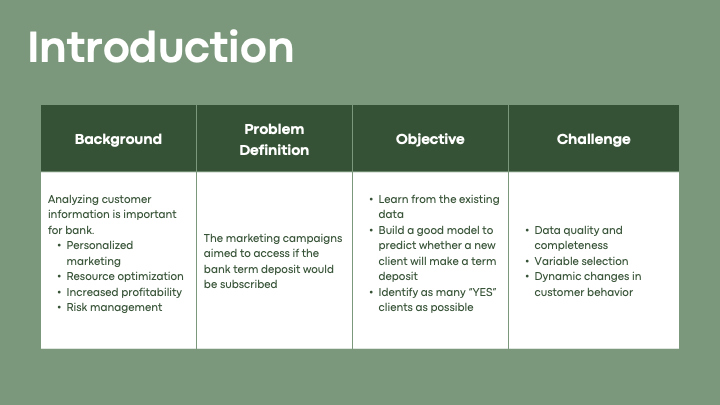 Introduction
Background
Problem
Definition
Objective
Challenge
Analyzing customer
information is important
for bank.
• Personalized
marketing
• Resource optimization
• Increased profitability
• Risk management
The marketing campaigns
aimed to access if the
bank term deposit would
be subscribed
• Learn from the existing
data
• Build a good model to
predict whether a new
client will make a term
deposit
• Identify as many “YES”
clients as possible
• Data quality and
completeness
• Variable selection
• Dynamic changes in
customer behavior